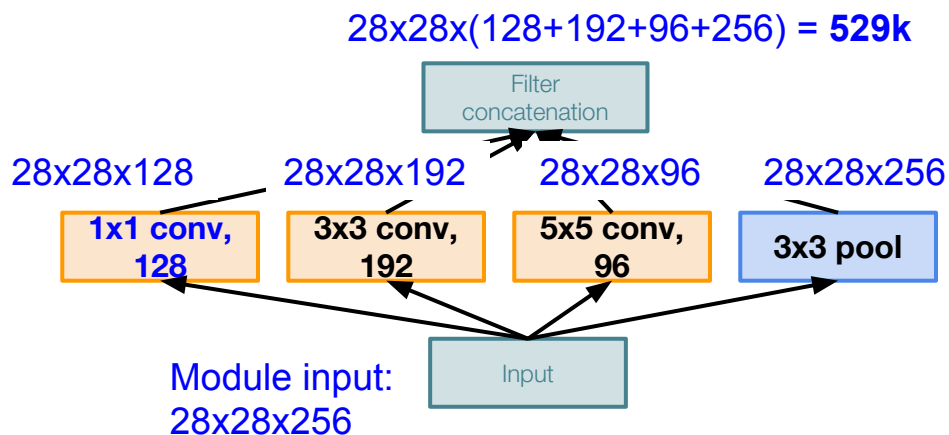 28x28x(128+192+96+256) = 529k
Filter
concatenation
28x28x128
28x28x192
28x28x96
28x28x256
1x1 conv,
128
3x3 conv,
192
5x5 conv,
96
3x3 pool
Input
Module input:
28x28x256